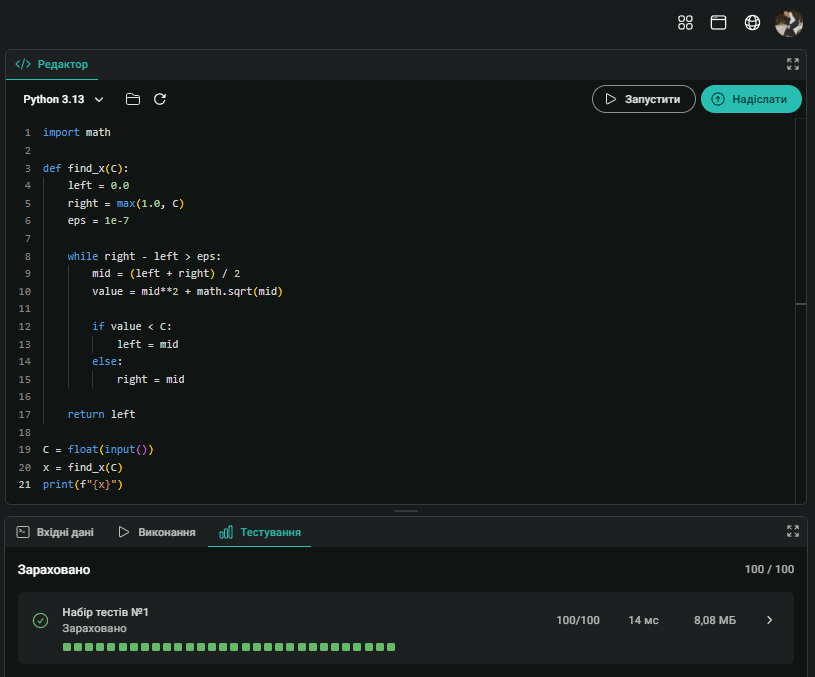 </> Редактор
Python 3.13
Запустити
Надіслати
1 import math
2
3 def find_x(C):
4     left = 0.0
5     right = max(1.0, C)
6     eps = 1e-7
7
8     while right - left > eps:
9         mid = (left + right) / 2
10         value = mid**2 + math.sqrt(mid)
11
12         if value < C:
13             left = mid
14         else:
15             right = mid
16
17     return left
18
19 C = float(input())
20 x = find_x(C)
21 print(f"{x}")
Вхідні дані
Виконання
Тестування
Зараховано
100 / 100
Набір тестів №1
Зараховано
100/100
14 мс
8,08 МБ